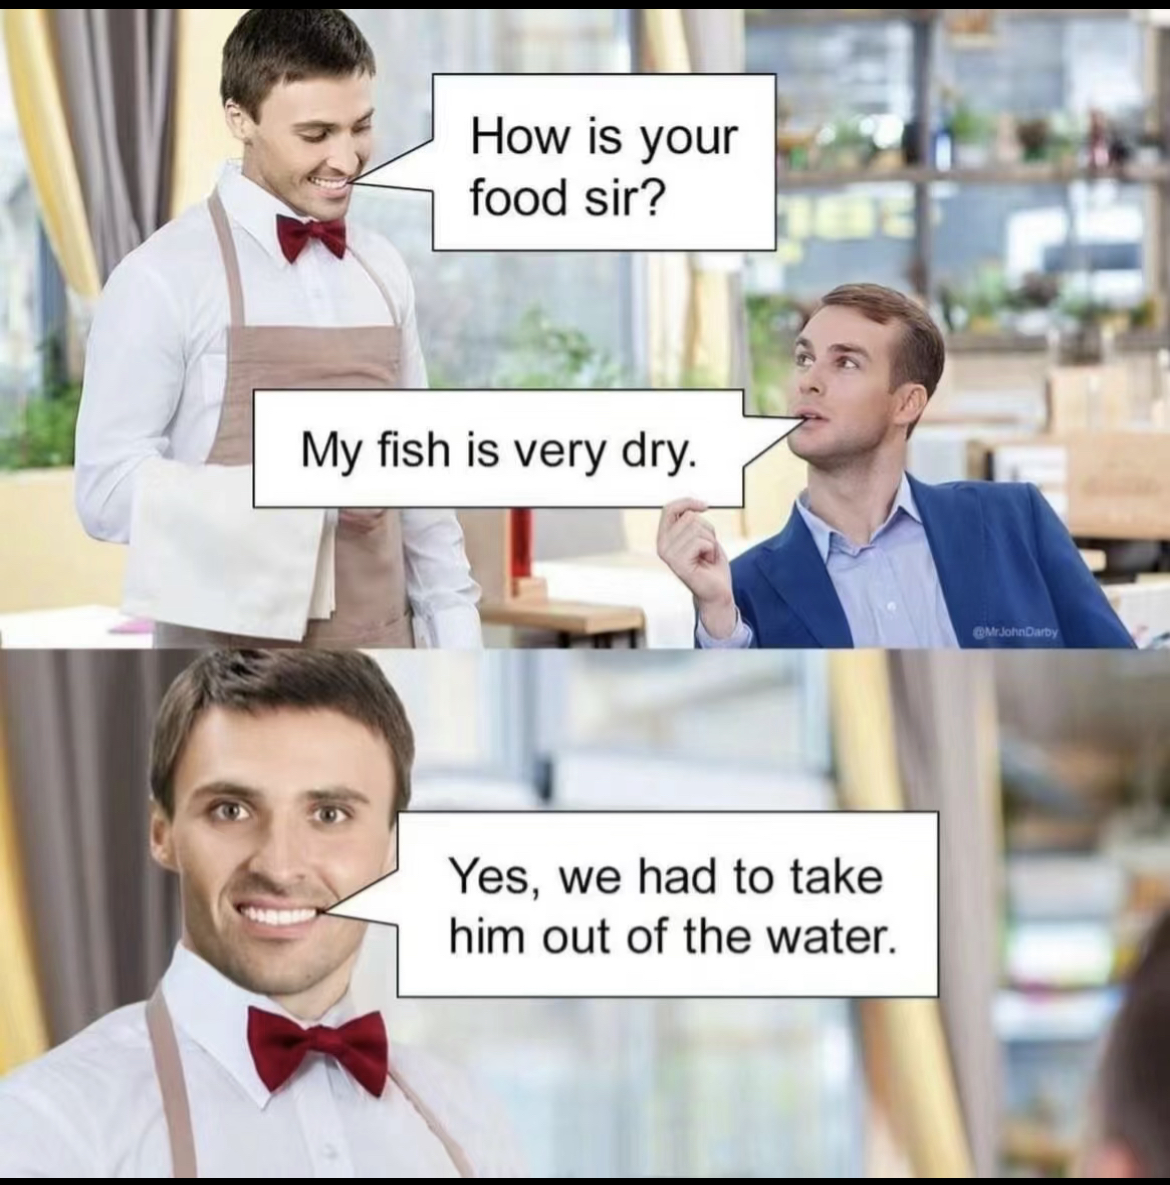 How is your
food sir?
My fish is very dry.
@MrJohnDarby
Yes, we had to take
him out of the water.